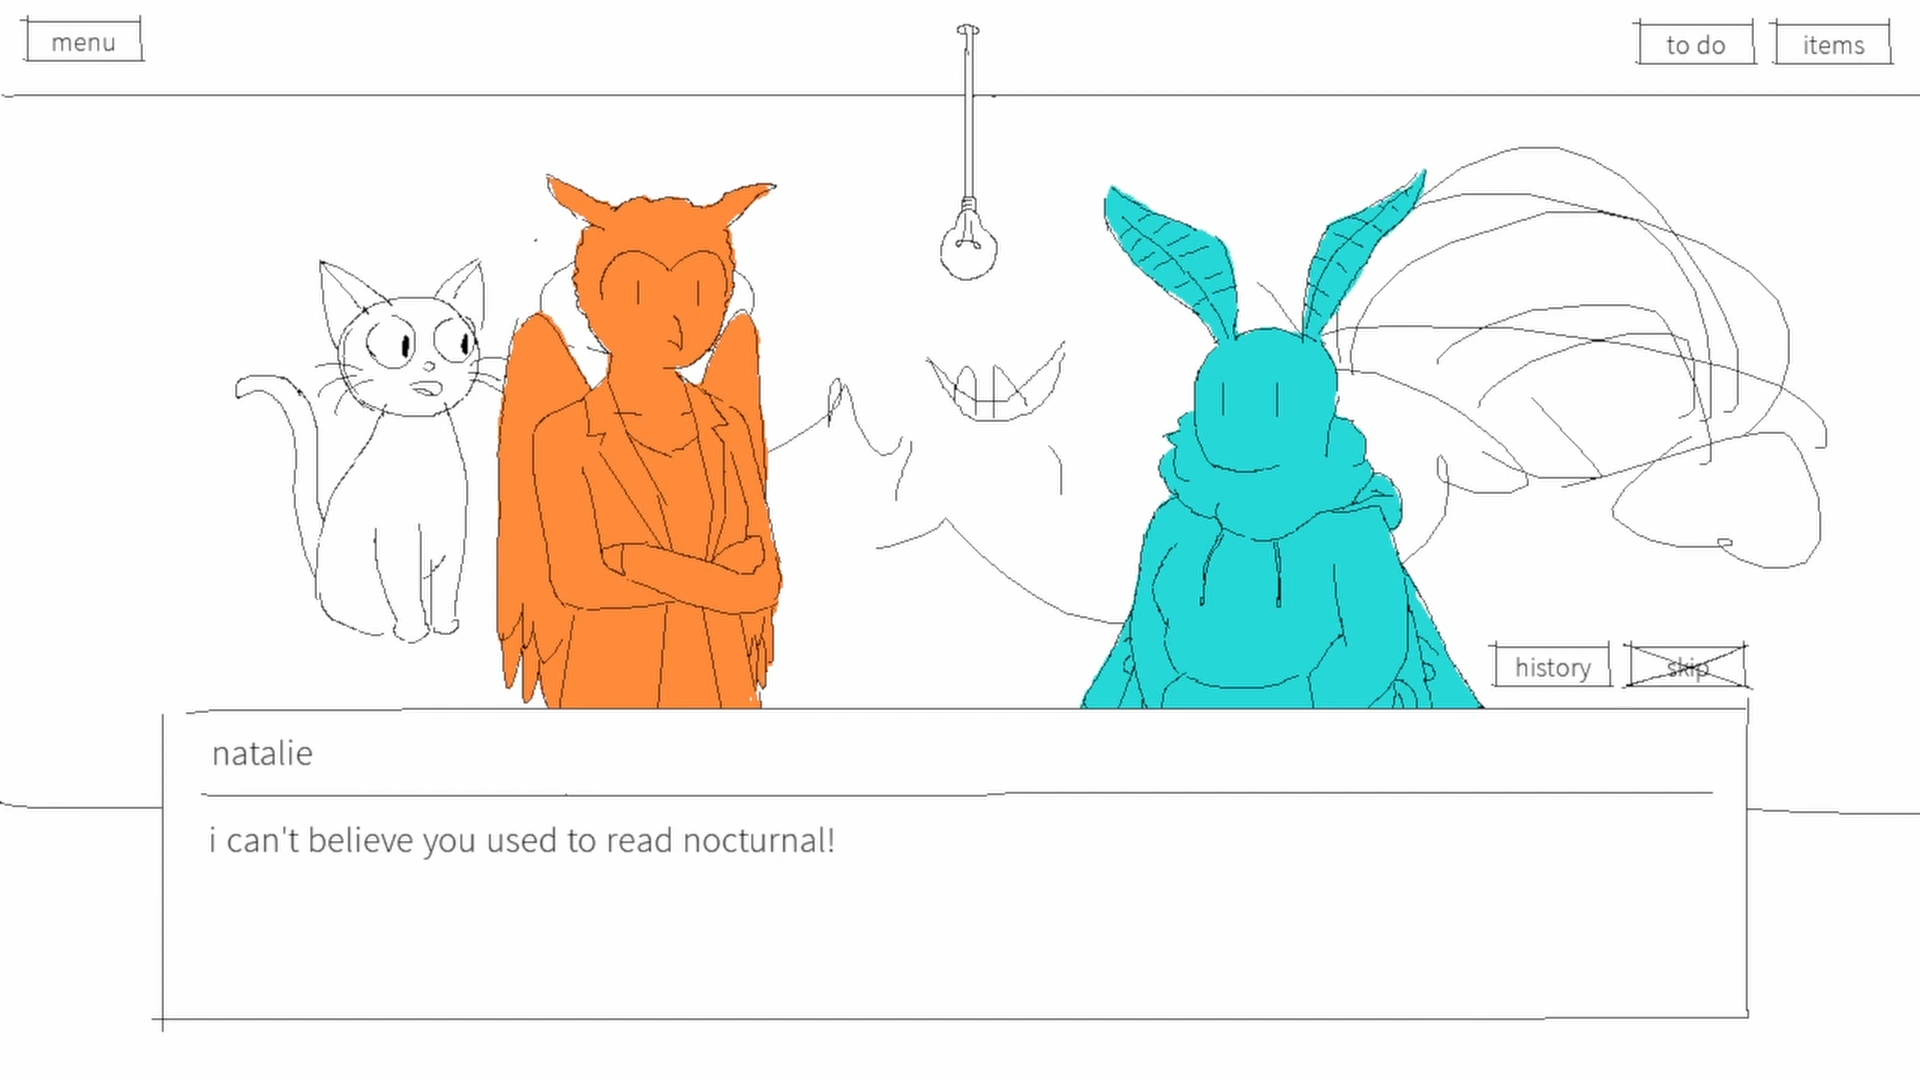 menu
to do
items
history
skip
natalie
i can't believe you used to read nocturnal!